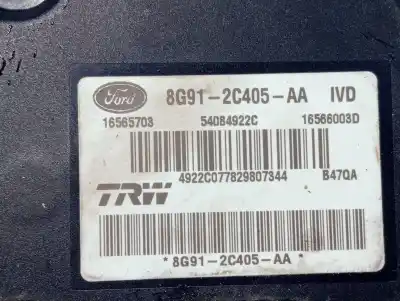 Ford 8G91-2C405-AA IVD
16565703 54084922C 16566003D
4922C077829807344 B47QA
TRW
*8G91-2C405-AA*